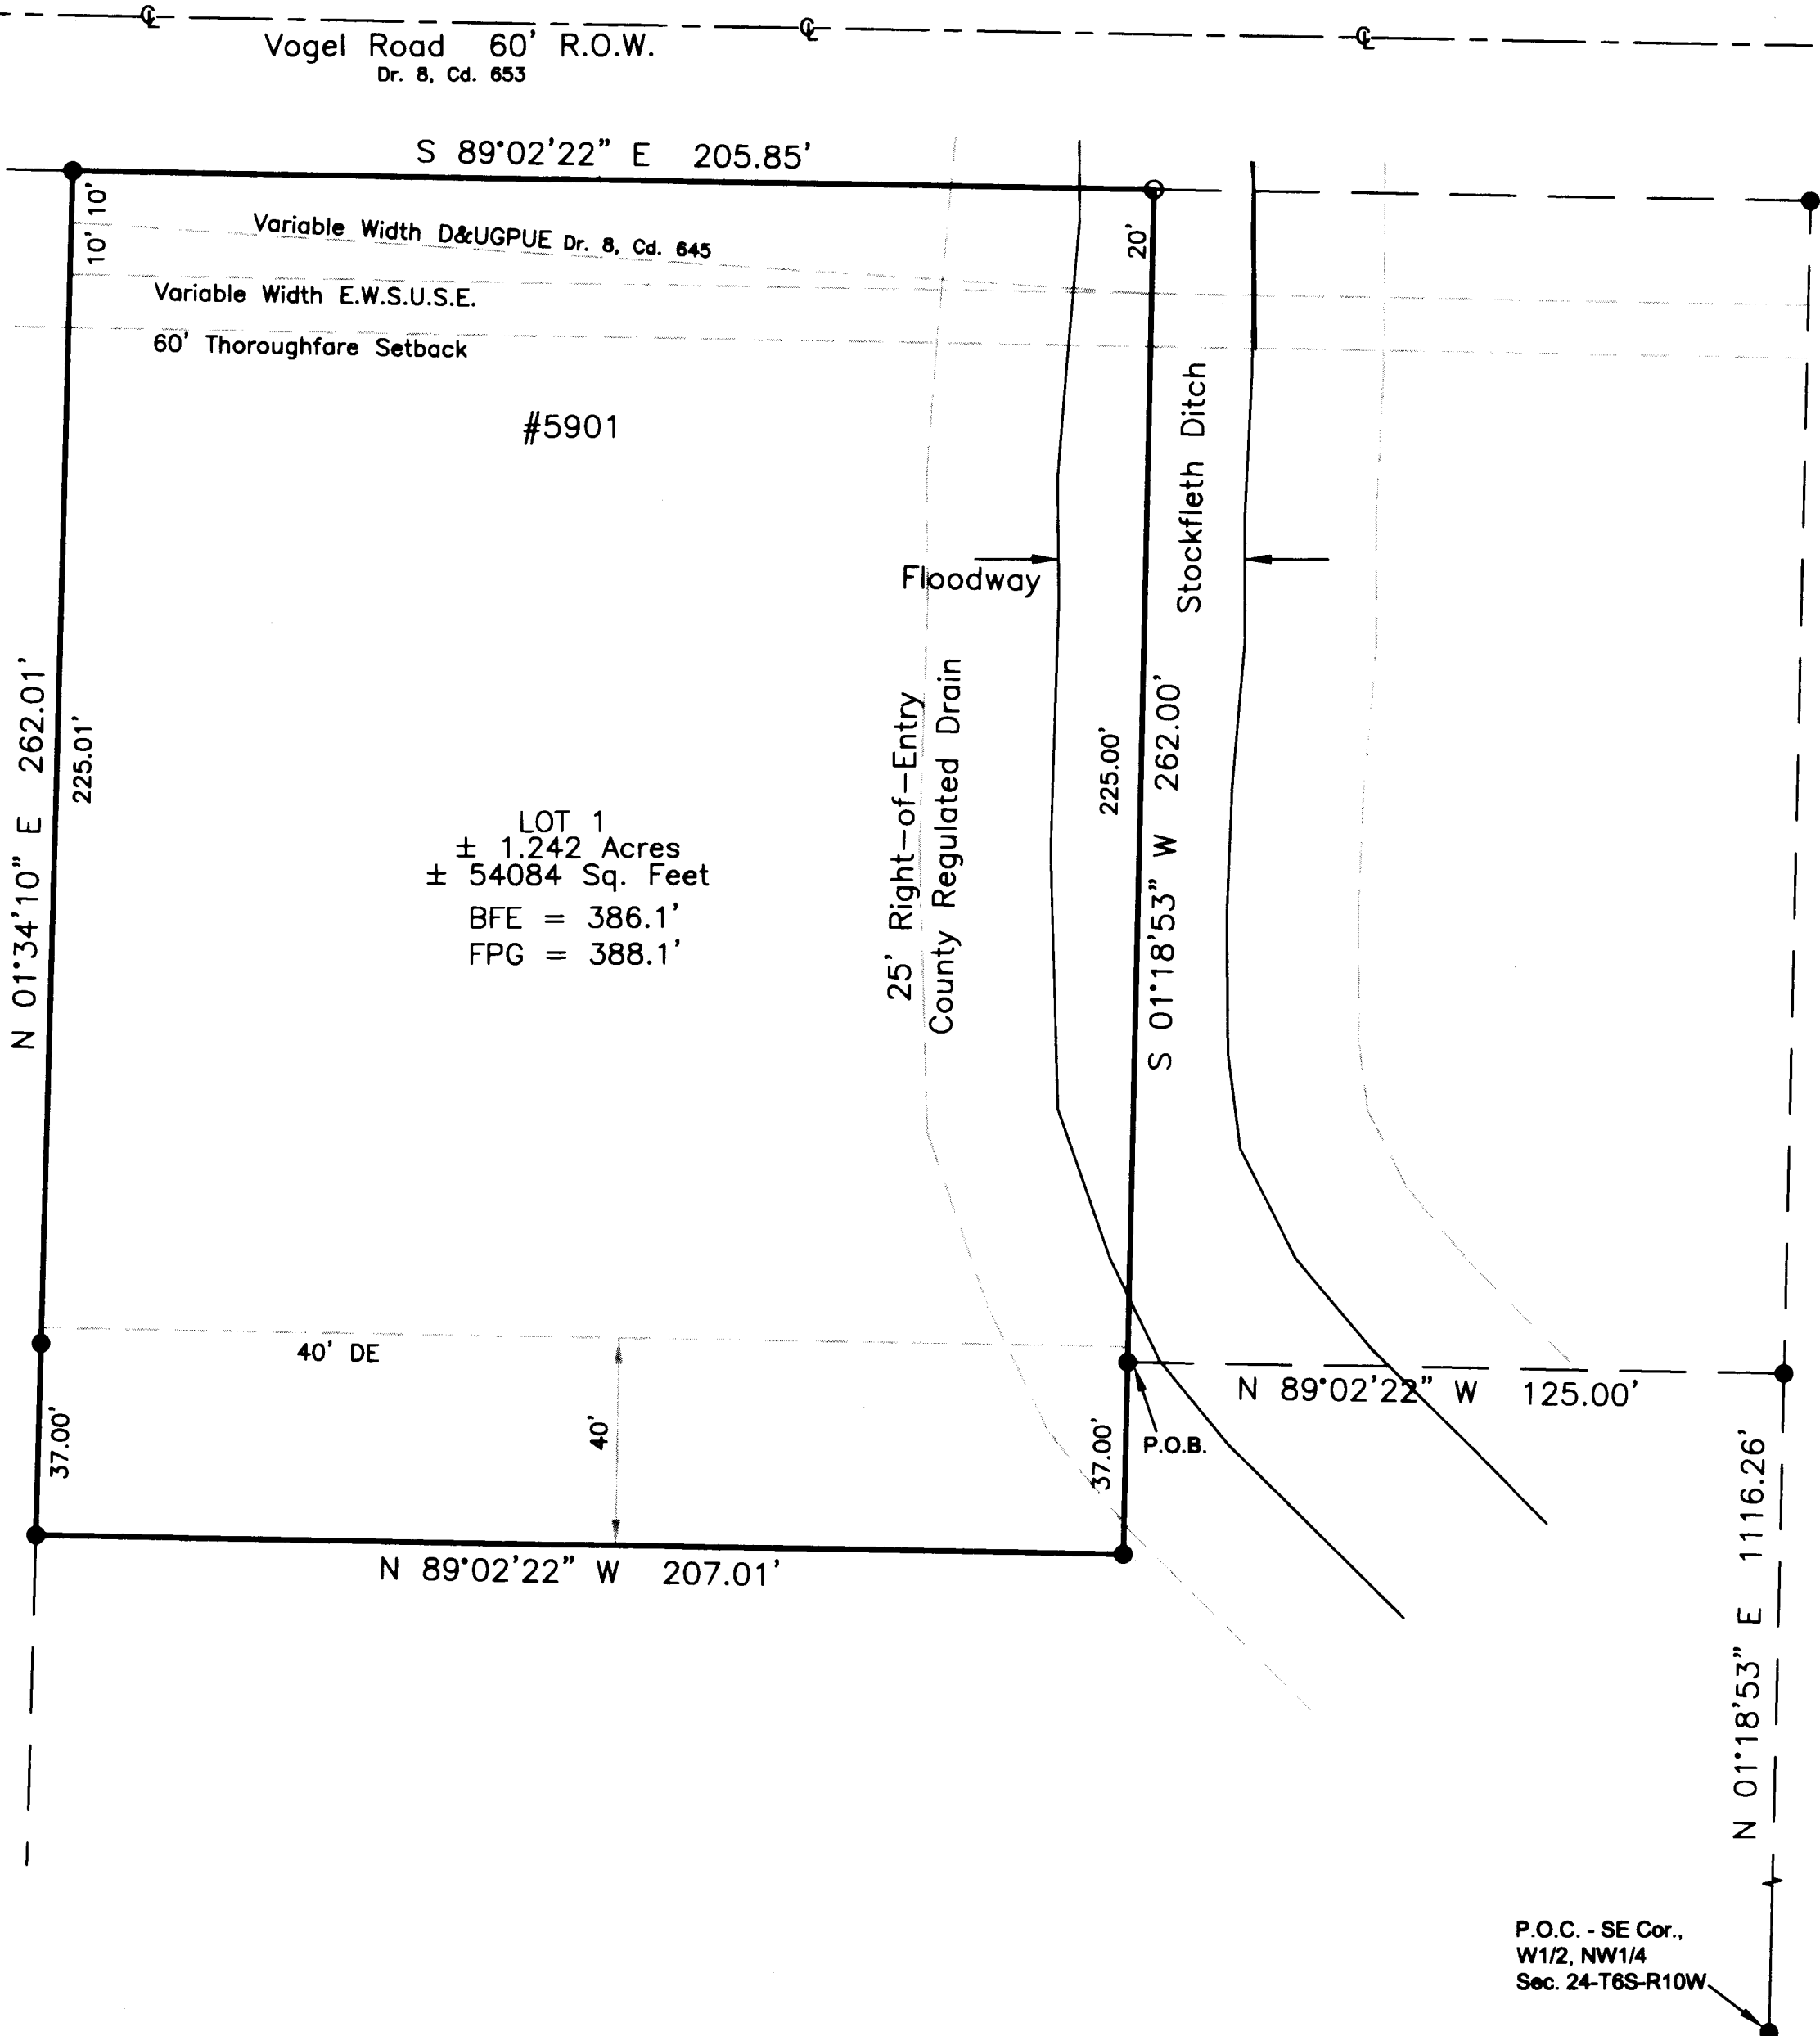 Vogel Road 60' R.O.W.
Dr. 8, Cd. 653
S 89°02'22" E 205.85'
10' 10'
Variable Width D&UGPUE Dr. 8, Cd. 645
20'
Variable Width E.W.S.U.S.E.
60' Thoroughfare Setback
#5901
Stockfleth Ditch
Floodway
N 01°34'10" E 262.01'
225.01'
LOT 1
± 1.242 Acres
± 54084 Sq. Feet
BFE = 386.1'
FPG = 388.1'
25' Right-of-Entry
County Regulated Drain
225.00'
S 01°18'53" W 262.00'
40' DE
37.00'
40'
37.00'
P.O.B.
N 89°02'22" W 125.00'
N 89°02'22" W 207.01'
N 01°18'53" E 1116.26'
P.O.C. - SE Cor.,
W1/2, NW1/4
Sec. 24-T6S-R10W